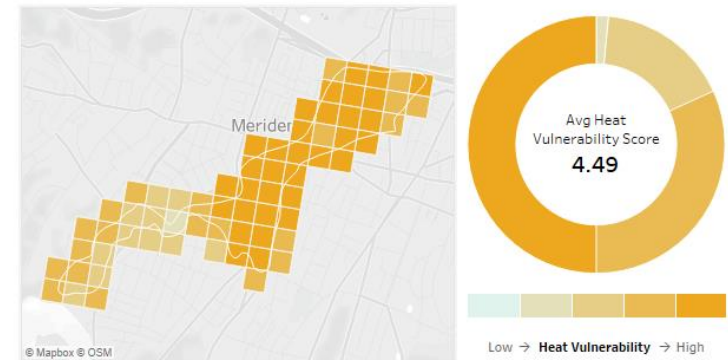 Meriden
© Mapbox © OSM
Avg Heat
Vulnerability Score
4.49
Low → Heat Vulnerability → High